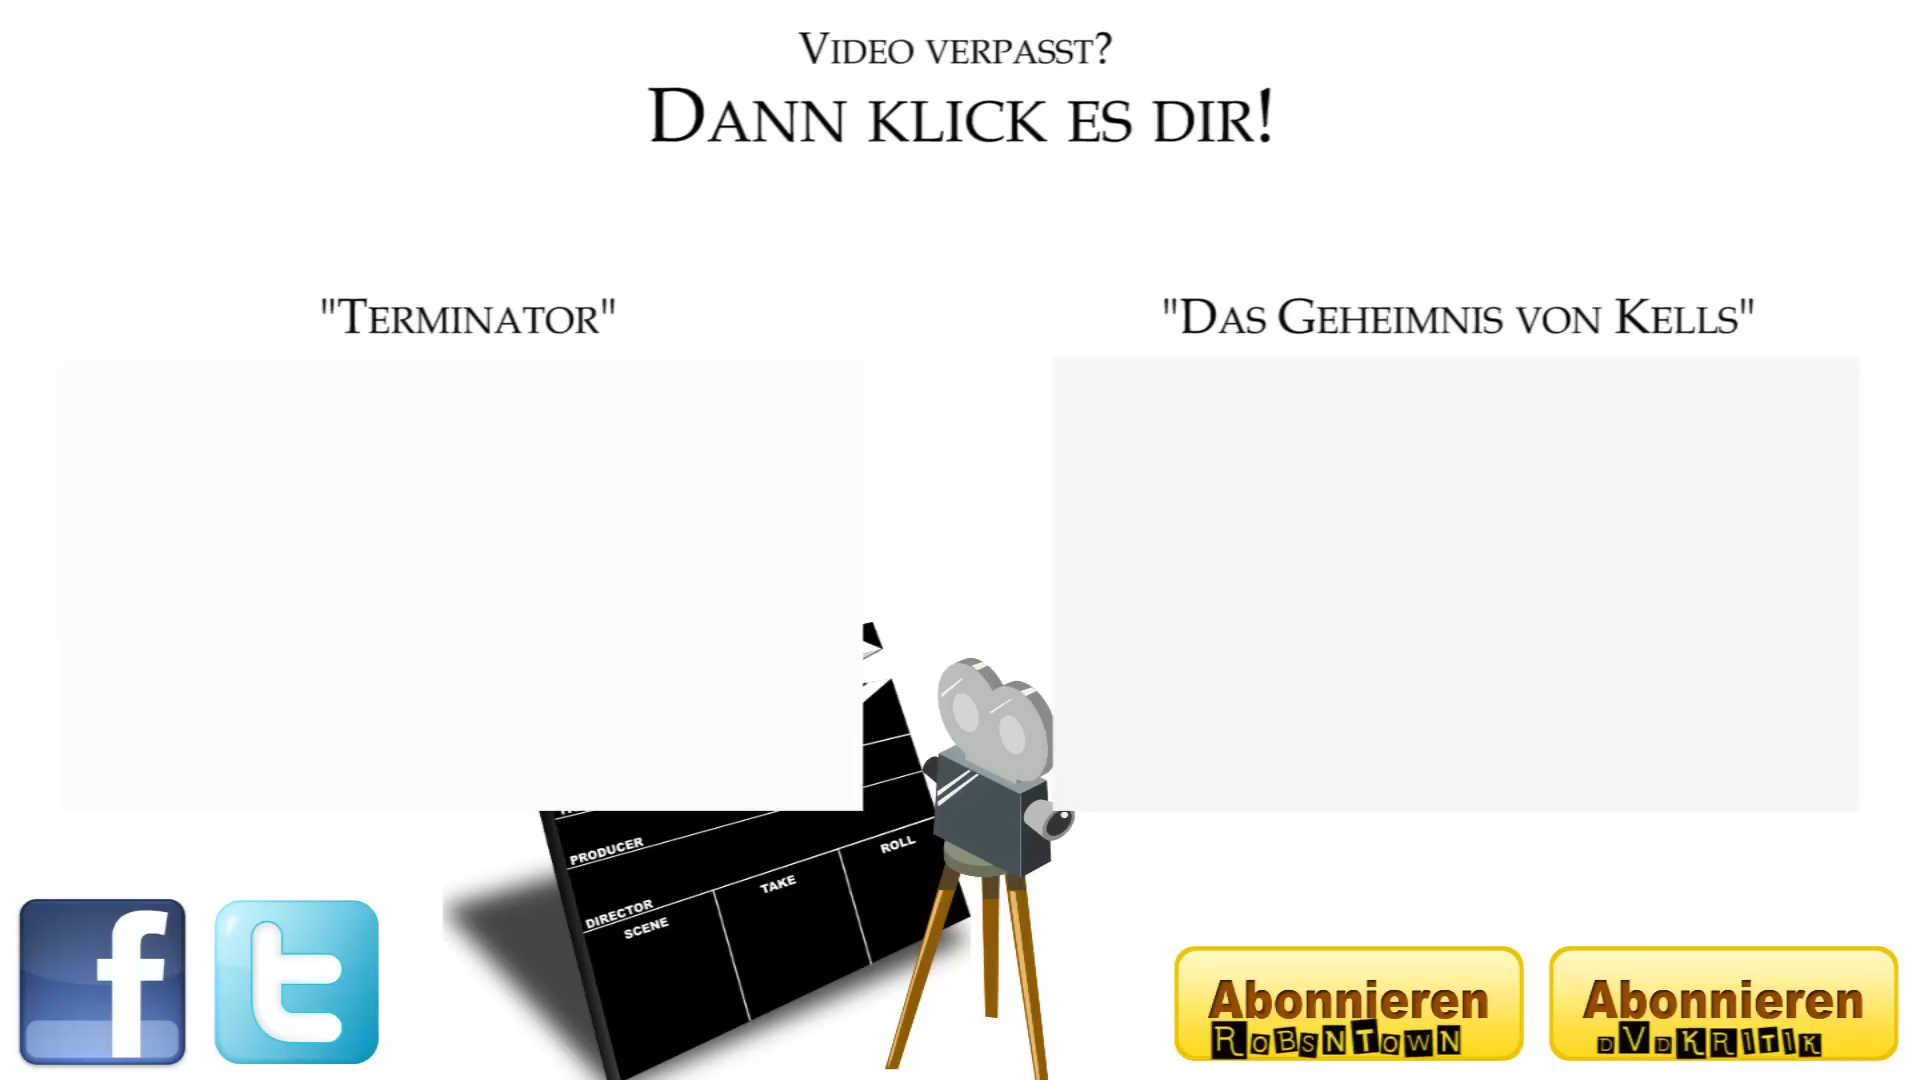 Video verpasst?
Dann klick es dir!
"Terminator"
"Das Geheimnis von Kells"
PRODUCER
DIRECTOR
SCENE
TAKE
ROLL
Abonnieren
RobsNTown
Abonnieren
dVdKRITIK